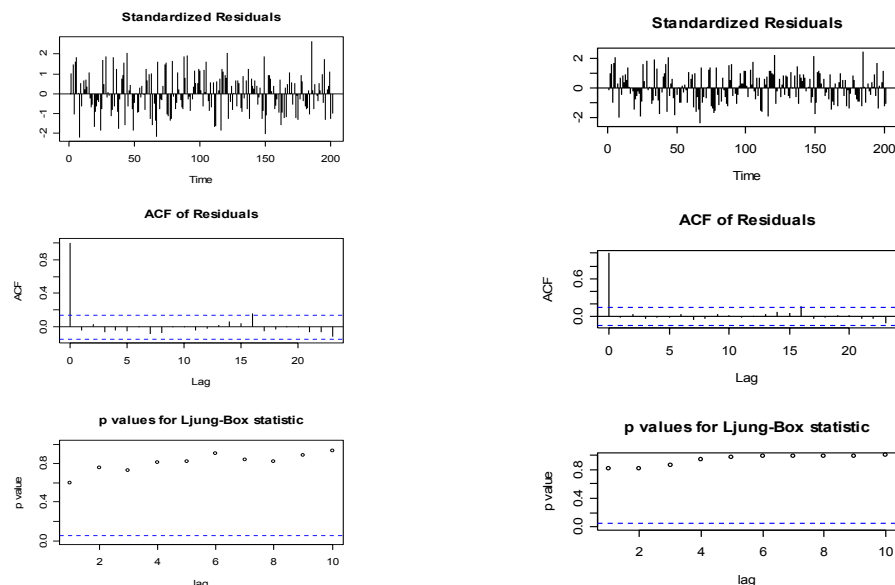 Standardized Residuals
2
1
0
-1
-2
0 50 100 150 200
Time
ACF of Residuals
ACF
0.8
0.4
0.0
0 5 10 15 20
Lag
p values for Ljung-Box statistic
p value
0.8
0.4
0.0
2 4 6 8 10
lag
Standardized Residuals
2
0
-2
0 50 100 150 200
Time
ACF of Residuals
ACF
0.6
0.0
0 5 10 15 20
Lag
p values for Ljung-Box statistic
p value
0.8
0.4
0.0
2 4 6 8 10
lag